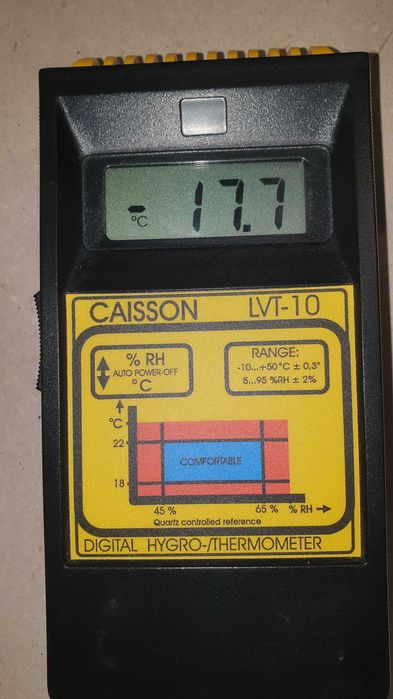 - 17.7
°C
CAISSON LVT-10
% RH
AUTO POWER-OFF
°C
RANGE:
-10...+50°C ± 0,3°
5...95 %RH ± 2%
°C
22
COMFORTABLE
18
45 % 65 % % RH
Quartz controlled reference
DIGITAL HYGRO-/THERMOMETER